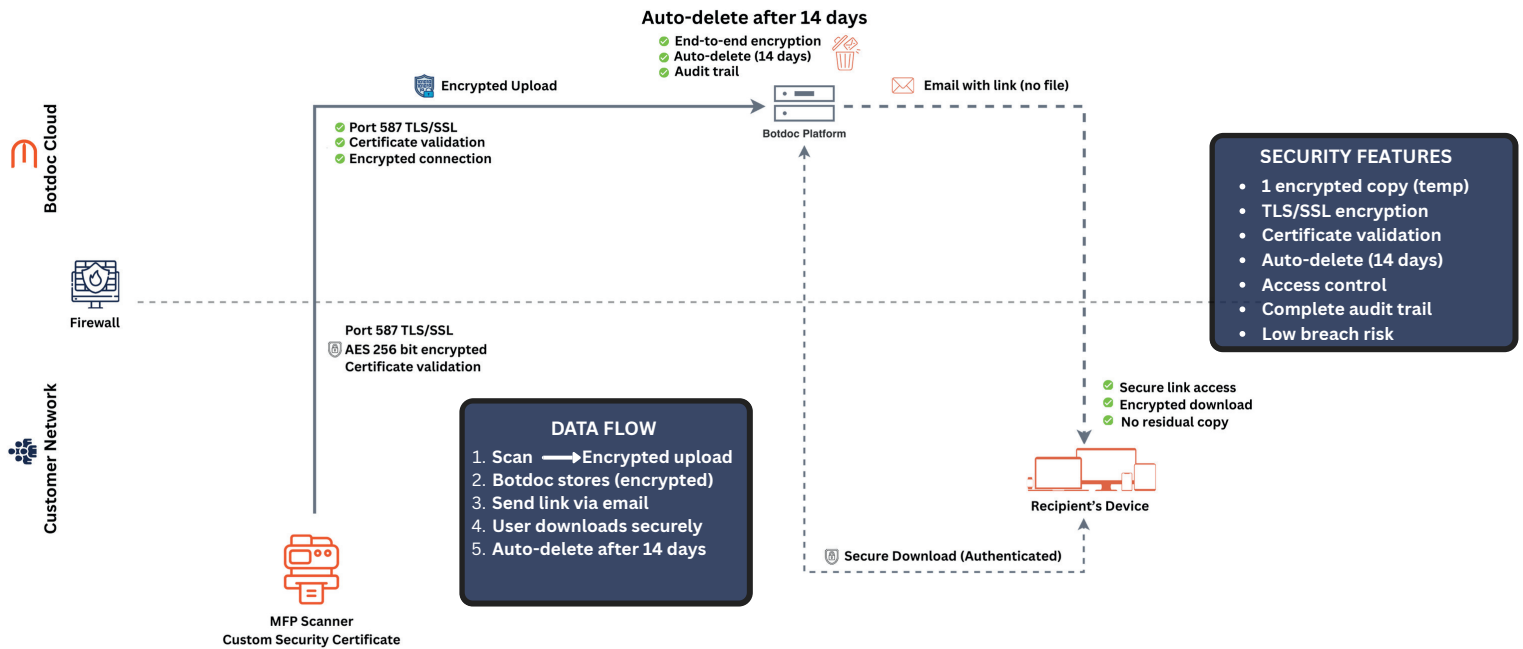 Auto-delete after 14 days
End-to-end encryption
Auto-delete (14 days)
Audit trail
Encrypted Upload
Email with link (no file)
Port 587 TLS/SSL
Certificate validation
Encrypted connection
Botdoc Platform
Botdoc Cloud
SECURITY FEATURES
• 1 encrypted copy (temp)
• TLS/SSL encryption
• Certificate validation
• Auto-delete (14 days)
• Access control
• Complete audit trail
• Low breach risk
Firewall
Port 587 TLS/SSL
AES 256 bit encrypted
Certificate validation
Customer Network
Secure link access
Encrypted download
No residual copy
DATA FLOW
1. Scan ⟶ Encrypted upload
2. Botdoc stores (encrypted)
3. Send link via email
4. User downloads securely
5. Auto-delete after 14 days
Recipient's Device
Secure Download (Authenticated)
MFP Scanner
Custom Security Certificate